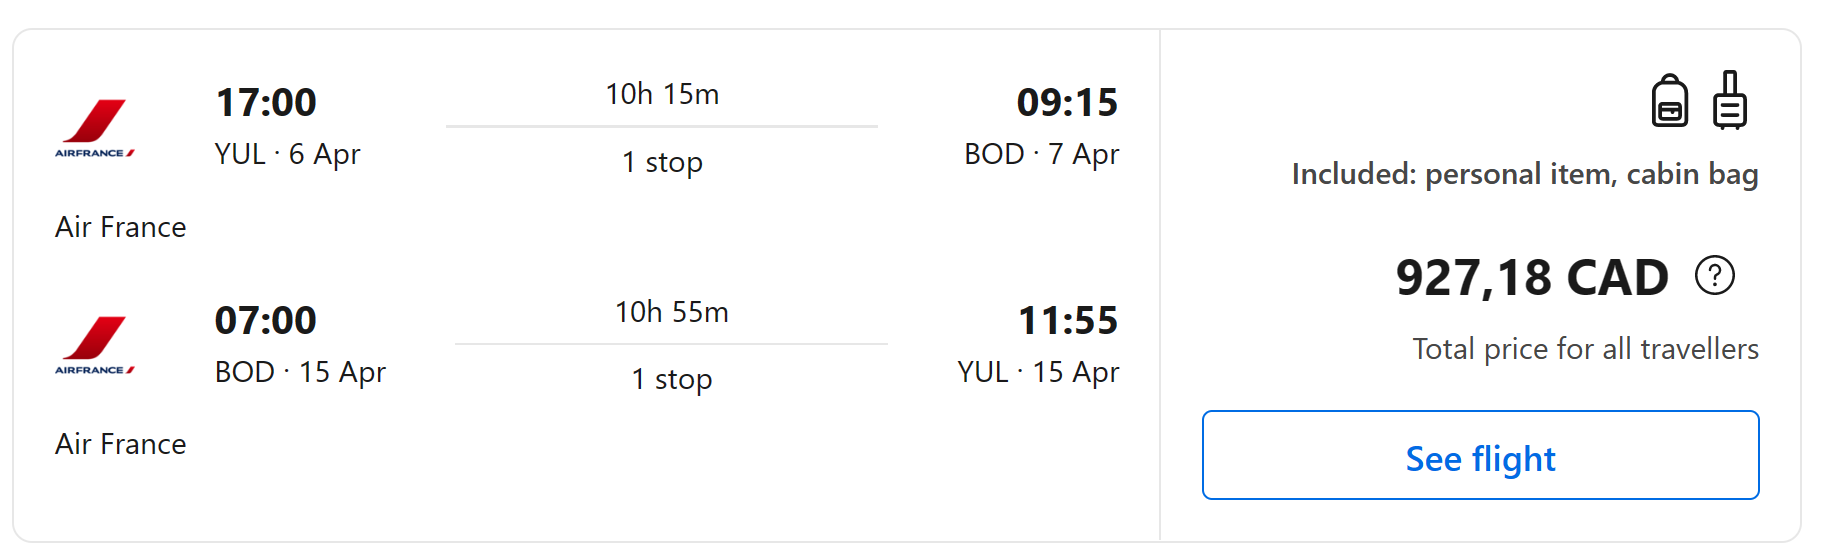 17:00
YUL · 6 Apr
10h 15m
1 stop
09:15
BOD · 7 Apr
AIRFRANCE
Air France
07:00
BOD · 15 Apr
10h 55m
1 stop
11:55
YUL · 15 Apr
AIRFRANCE
Air France
Included: personal item, cabin bag
927,18 CAD ?
Total price for all travellers
See flight